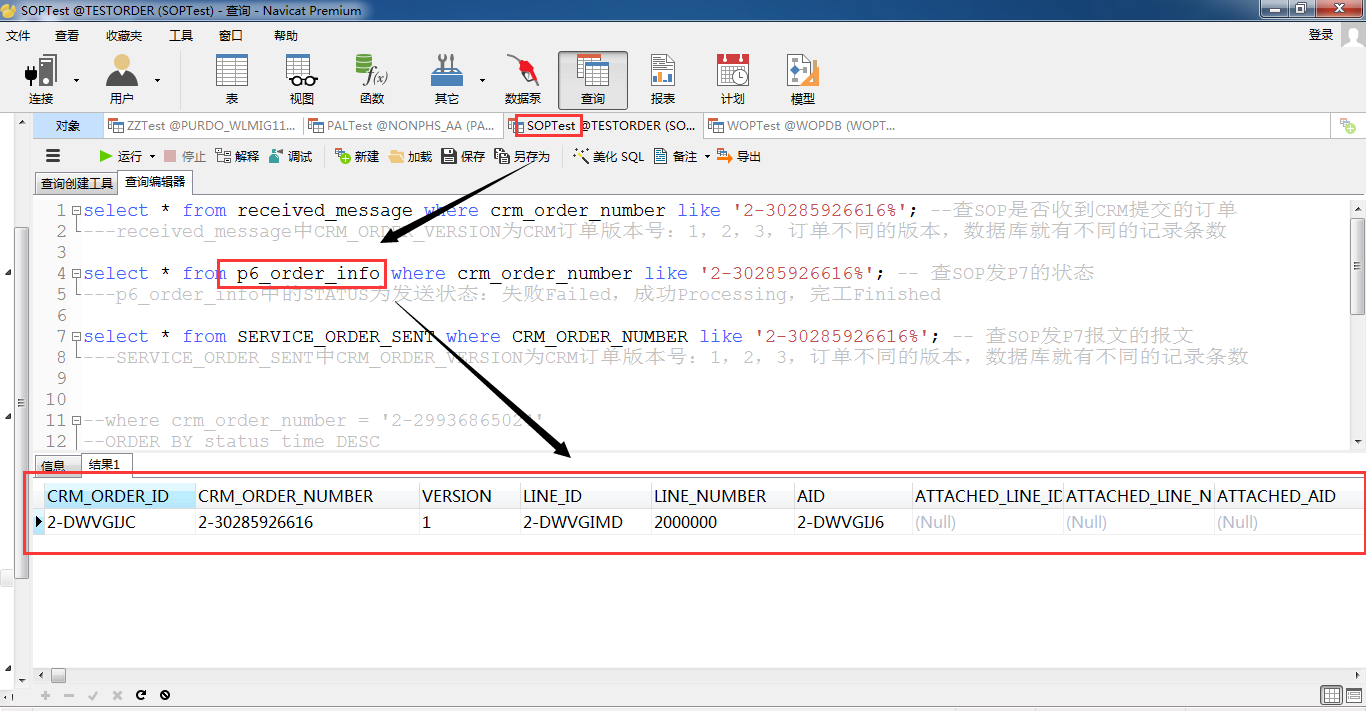 SOPTest @TESTORDER (SOPTest) - 查询 - Navicat Premium
文件 查看 收藏夹 工具 窗口 帮助 登录
连接 用户 表 视图 函数 其它 数据泵 查询 报表 计划 模型
对象 ZZTest @PURDO_WLMIG11... PALTest @NONPHS_AA (PA... SOPTest @TESTORDER (SO... WOPTest @WOPDB (WOPT...
运行 停止 解释 调试 新建 加载 保存 另存为 美化 SQL 备注 导出
查询创建工具 查询编辑器
1 select * from received_message where crm_order_number like '2-30285926616%'; --查SOP是否收到CRM提交的订单
2 ---received_message中CRM_ORDER_VERSION为CRM订单版本号: 1, 2, 3, 订单不同的版本, 数据库就有不同的记录条数
3
4 select * from p6_order_info where crm_order_number like '2-30285926616%'; -- 查SOP发P7的状态
5 ---p6_order_info中的STATUS为发送状态: 失败Failed, 成功Processing, 完工Finished
6
7 select * from SERVICE_ORDER_SENT where CRM_ORDER_NUMBER like '2-30285926616%'; -- 查SOP发P7报文的报文
8 ---SERVICE_ORDER_SENT中CRM_ORDER_VERSION为CRM订单版本号: 1, 2, 3, 订单不同的版本, 数据库就有不同的记录条数
9
10
11 --where crm_order_number = '2-2993686502
12 --ORDER BY status_time DESC
信息 结果1
CRM_ORDER_ID CRM_ORDER_NUMBER VERSION LINE_ID LINE_NUMBER AID ATTACHED_LINE_ID ATTACHED_LINE_N ATTACHED_AID
2-DWVGIJC 2-30285926616 1 2-DWVGIMD 2000000 2-DWVGIJ6 (Null) (Null) (Null)